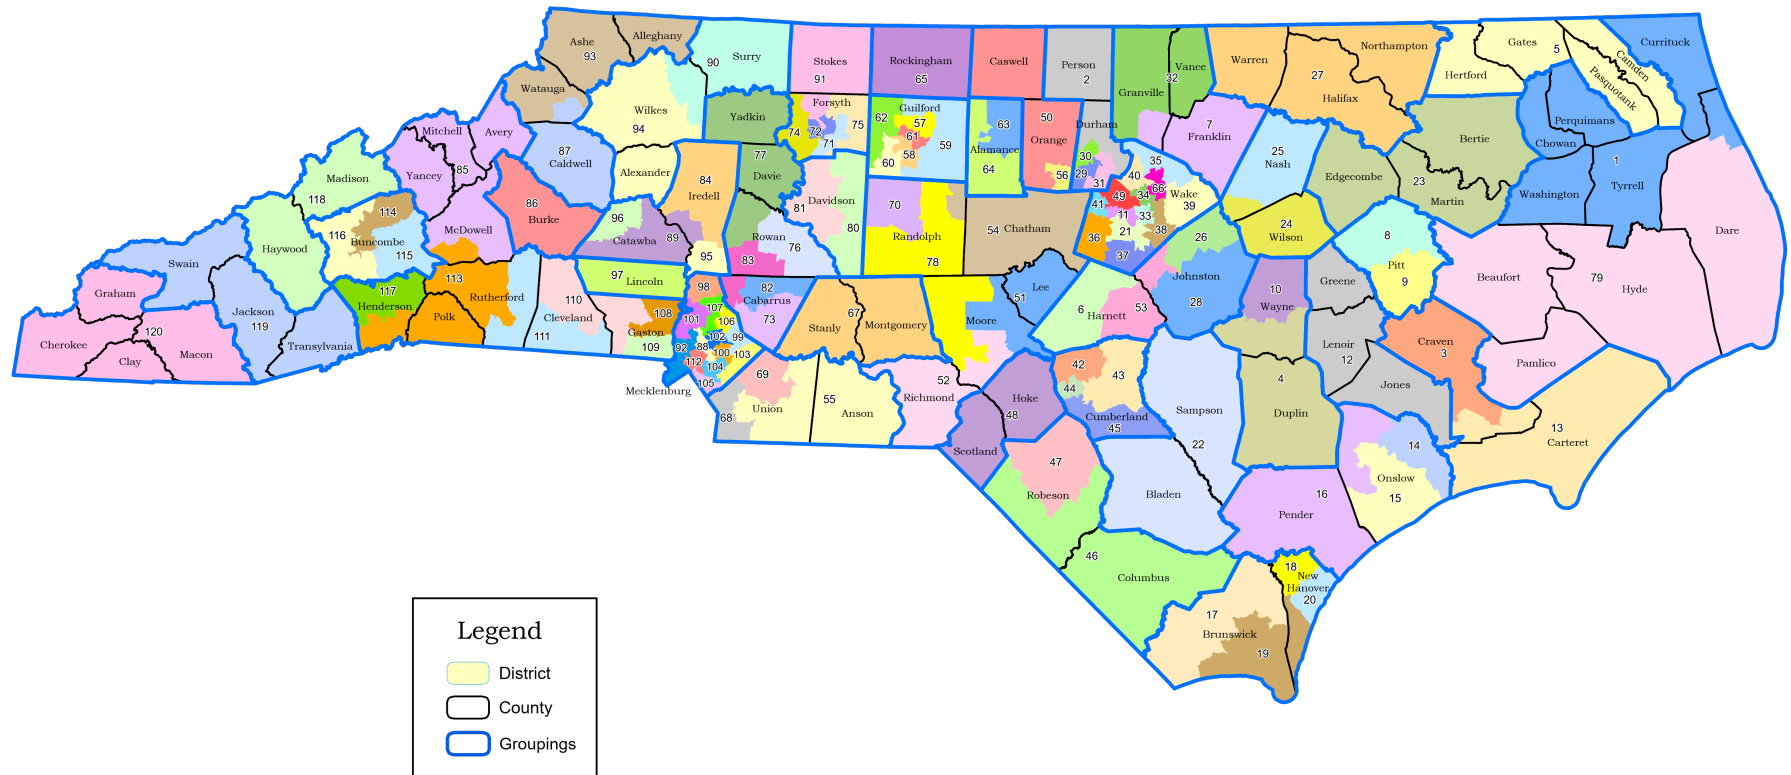 Ashe
93
Alleghany
90
Surry
Stokes
91
Rockingham
65
Caswell
Person
2
Granville
32
Vance
Warren
27
Northampton
Halifax
Gates
5
Hertford
Camden
Pasquotank
Currituck
Watauga
Wilkes
94
Yadkin
Forsyth
74
72
71
75
Guilford
62
57
61
60
58
59
63
Alamance
64
50
Orange
56
Durham
30
29
31
7
Franklin
25
Nash
Edgecombe
Bertie
23
Martin
Perquimans
Chowan
1
Washington
Tyrrell
Mitchell
Avery
85
Yancey
87
Caldwell
Alexander
84
Iredell
77
Davie
Davidson
81
80
70
Randolph
78
54
Chatham
35
40
49
66
34
Wake
39
41
11
33
21
38
36
37
26
Johnston
28
24
Wilson
8
Pitt
9
Beaufort
79
Hyde
Dare
Madison
118
114
116
Buncombe
115
McDowell
86
Burke
96
Catawba
89
95
Rowan
76
83
Haywood
Swain
Graham
Jackson
119
Transylvania
120
Cherokee
Clay
Macon
117
Henderson
113
Rutherford
Polk
110
Cleveland
111
97
Lincoln
108
Gaston
109
98
107
101
106
102
99
92
88
100
103
112
104
105
Mecklenburg
82
Cabarrus
73
Stanly
67
Montgomery
Moore
51
Lee
6
Harnett
53
10
Wayne
Greene
Lenoir
12
Craven
3
Jones
Pamlico
69
68
Union
55
Anson
52
Richmond
Hoke
48
Scotland
42
43
44
Cumberland
45
Sampson
22
4
Duplin
14
Onslow
15
13
Carteret
47
Robeson
Bladen
16
Pender
46
Columbus
18
New
Hanover
20
17
Brunswick
19
Legend
District
County
Groupings